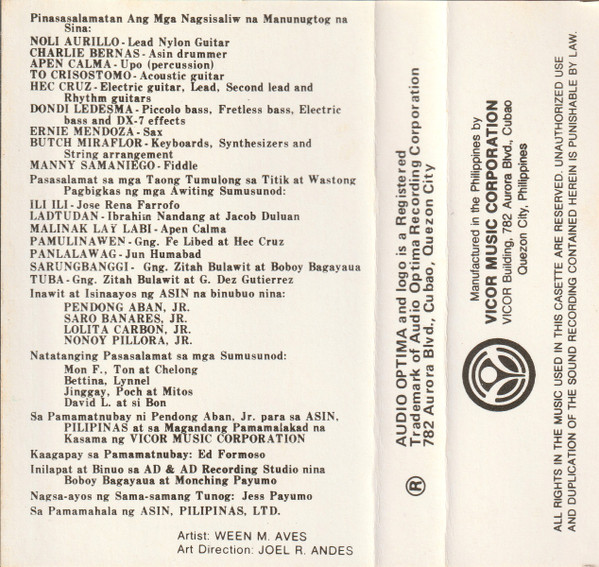 Pinasasalamatan Ang Mga Nagsisaliw na Manunugtog na
Sina:
NOLI AURILLO - Lead Nylon Guitar
CHARLIE BERNAS - Asin drummer
APEN CALMA - Upo (percussion)
TO CRISOSTOMO - Acoustic guitar
HEC CRUZ - Electric guitar, Lead, Second lead and
Rhythm guitars
DONDI LEDESMA - Piccolo bass, Fretless bass, Electric
bass and DX-7 effects
ERNIE MENDOZA - Sax
BUTCH MIRAFLOR - Keyboards, Synthesizers and
String arrangement
MANNY SAMANIEGO - Fiddle
Pasasalamat sa mga Taong Tumulong sa Titik at Wastong
Pagbigkas ng mga Awiting Sumusunod:
ILI ILI - Jose Rena Farrofo
LADTUDAN - Ibrahim Nandang at Jacob Duluan
MALINAK LAY LABI - Apen Calma
PAMULINAWEN - Gng. Fe Libed at Hec Cruz
PANLALAWAG - Jun Humabad
SARUNGBANGGI - Gng. Zitah Bulawit at Boboy Bagayaua
TUBA - Gng. Zitah Bulawit at G. Dez Gutierrez
Inawit at Isinaayos ng ASIN na binubuo nina:
PENDONG ABAN, JR.
SARO BANARES, JR.
LOLITA CARBON, JR.
NONOY PILLORA, JR.
Natatanging Pasasalamat sa mga Sumusunod:
Mon F., Ton at Chelong
Bettina, Lynnel
Jinggay, Poch at Mitos
David L. at si Bon
Sa Pamamatnubay ni Pendong Aban, Jr. para sa ASIN,
PILIPINAS at sa Magandang Pamamalakad na
Kasama ng VICOR MUSIC CORPORATION
Kaagapay sa Pamamatnubay: Ed Formoso
Inilapat at Binuo sa AD & AD Recording Studio nina
Boboy Bagayaua at Monching Payumo
Nagsa-ayos ng Sama-samang Tunog: Jess Payumo
Sa Pamamahala ng ASIN, PILIPINAS, LTD.
Artist: WEEN M. AVES
Art Direction: JOEL R. ANDES
® AUDIO OPTIMA and logo is a Registered
Trademark of Audio Optima Recording Corporation
782 Aurora Blvd., Cubao, Quezon City
Manufactured in the Philippines by
VICOR MUSIC CORPORATION
VICOR Building, 782 Aurora Blvd., Cubao
Quezon City, Philippines
ALL RIGHTS IN THE MUSIC USED IN THIS CASETTE ARE RESERVED. UNAUTHORIZED USE
AND DUPLICATION OF THE SOUND RECORDING CONTAINED HEREIN IS PUNISHABLE BY LAW.